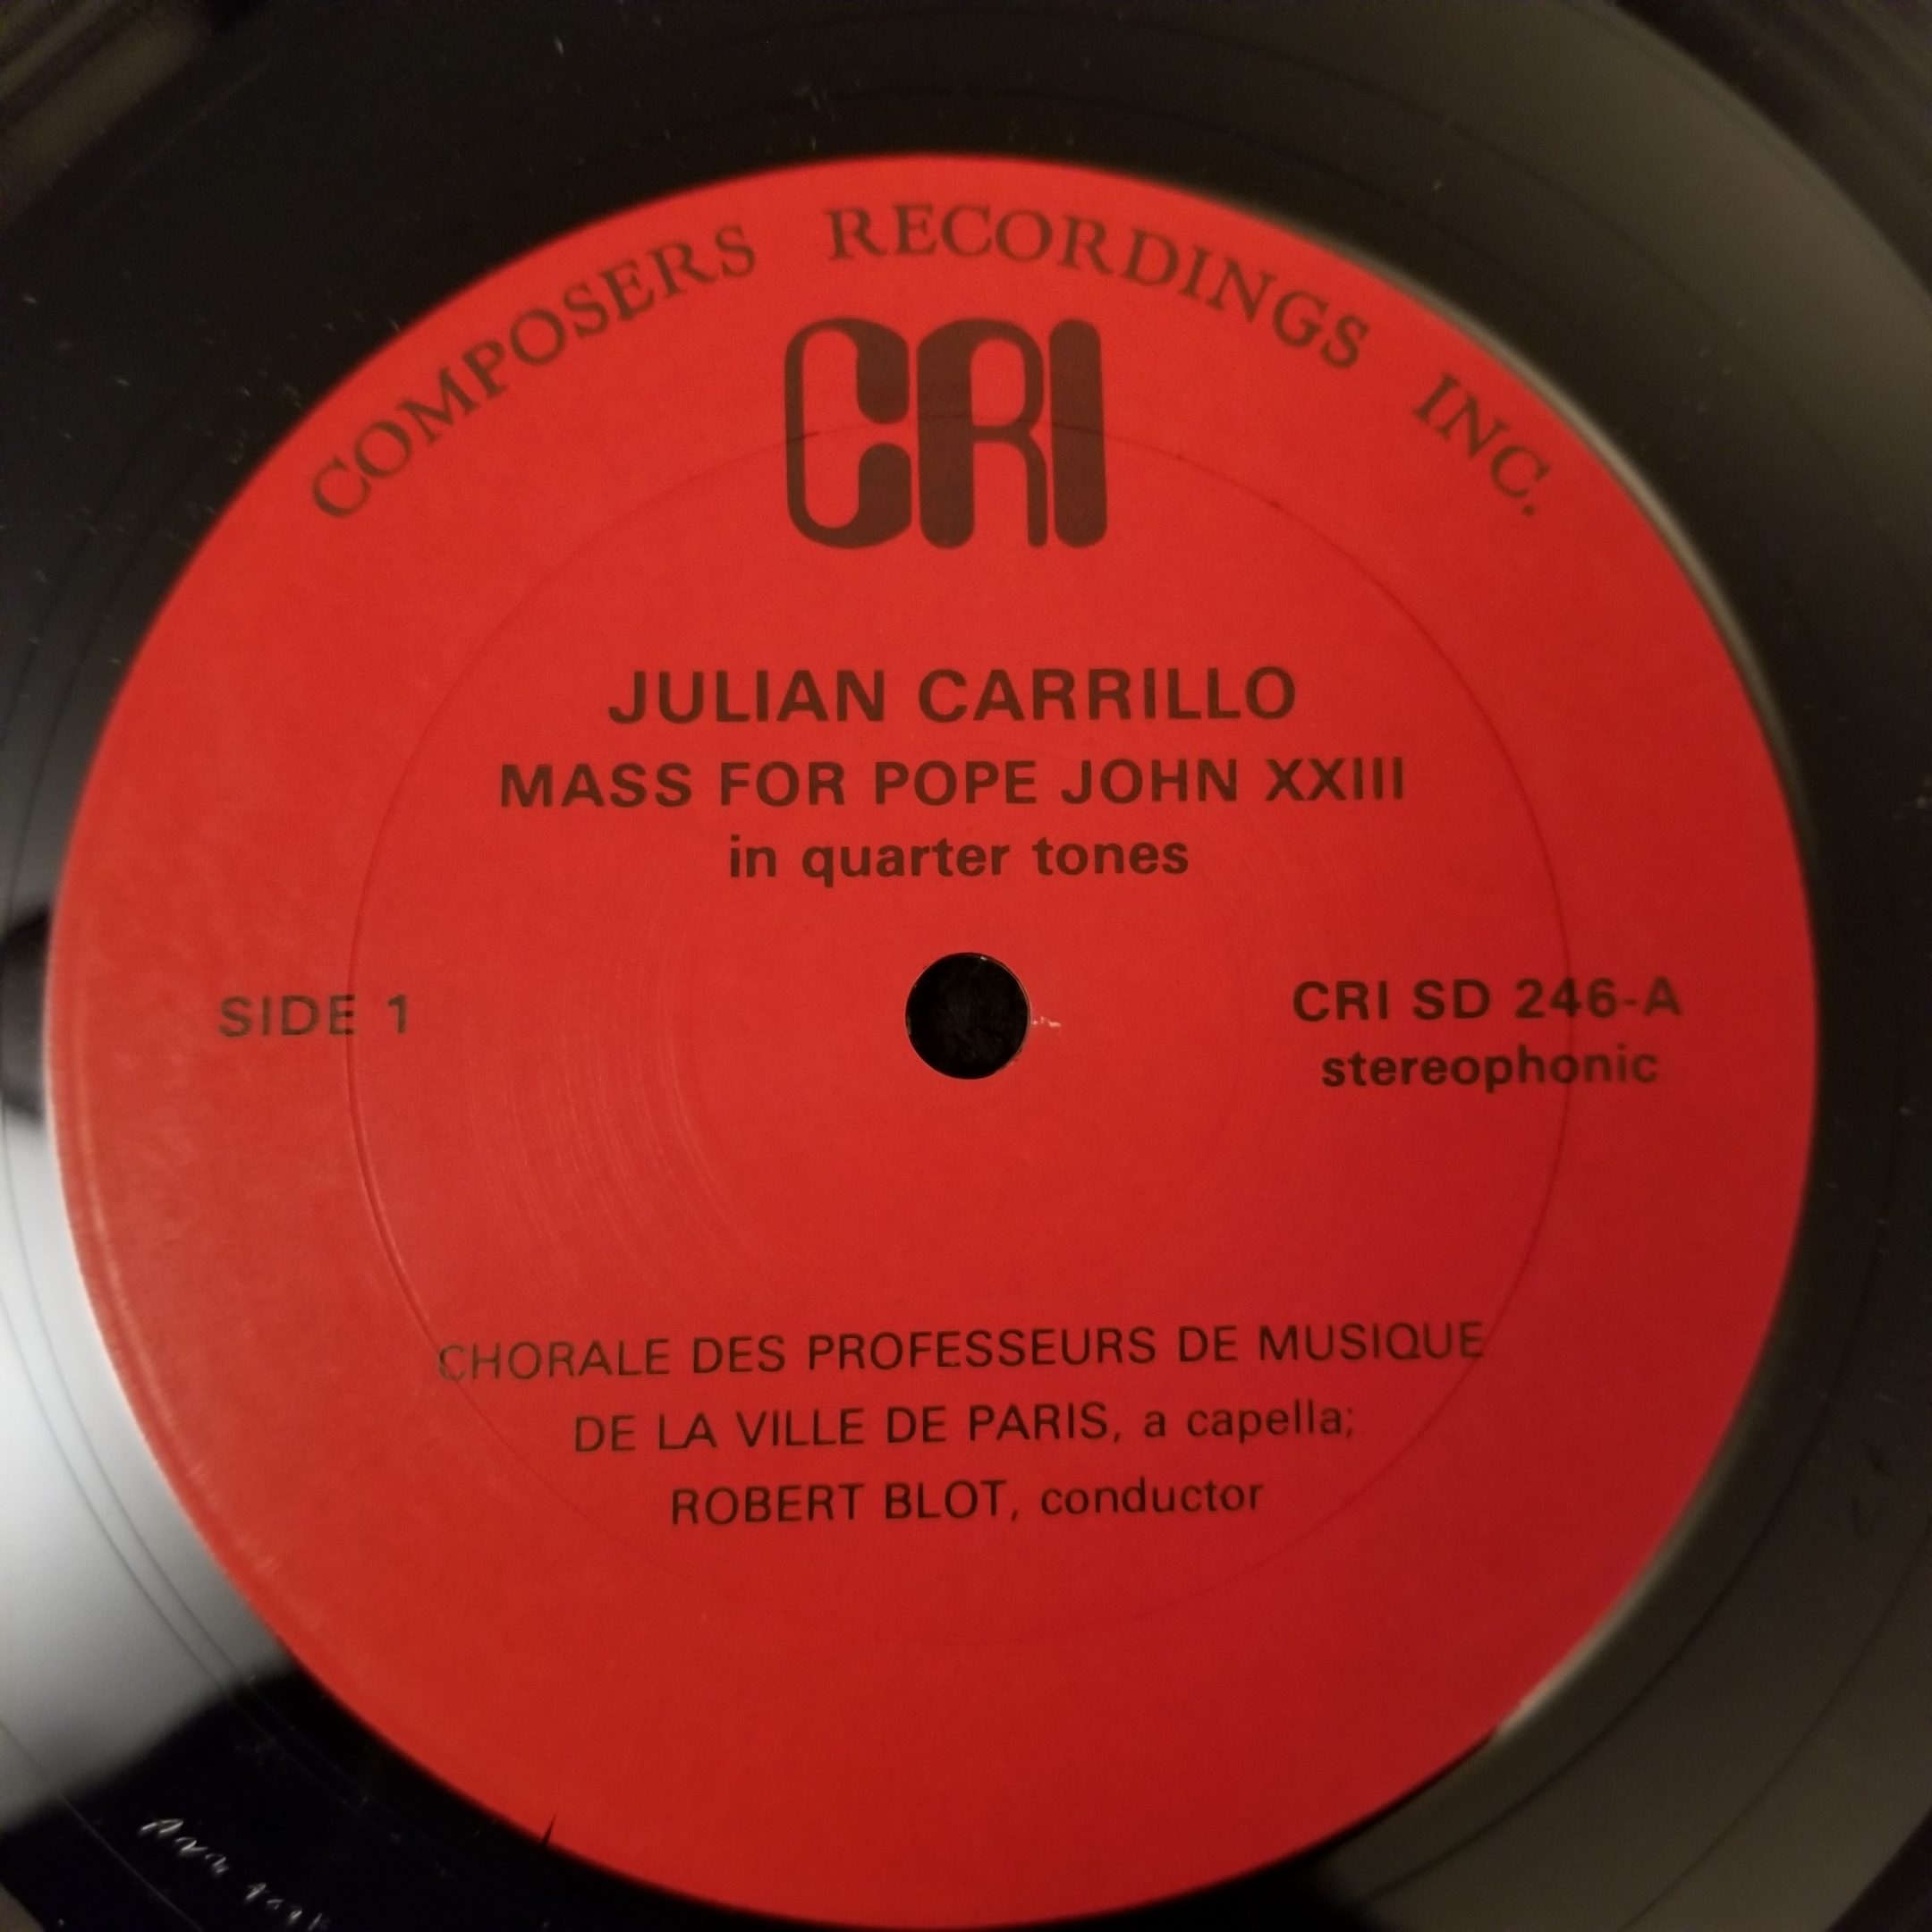 COMPOSERS RECORDINGS INC.
CRI
JULIAN CARRILLO
MASS FOR POPE JOHN XXIII
in quarter tones
SIDE 1
CRI SD 246-A
stereophonic
CHORALE DES PROFESSEURS DE MUSIQUE
DE LA VILLE DE PARIS, a capella;
ROBERT BLOT, conductor